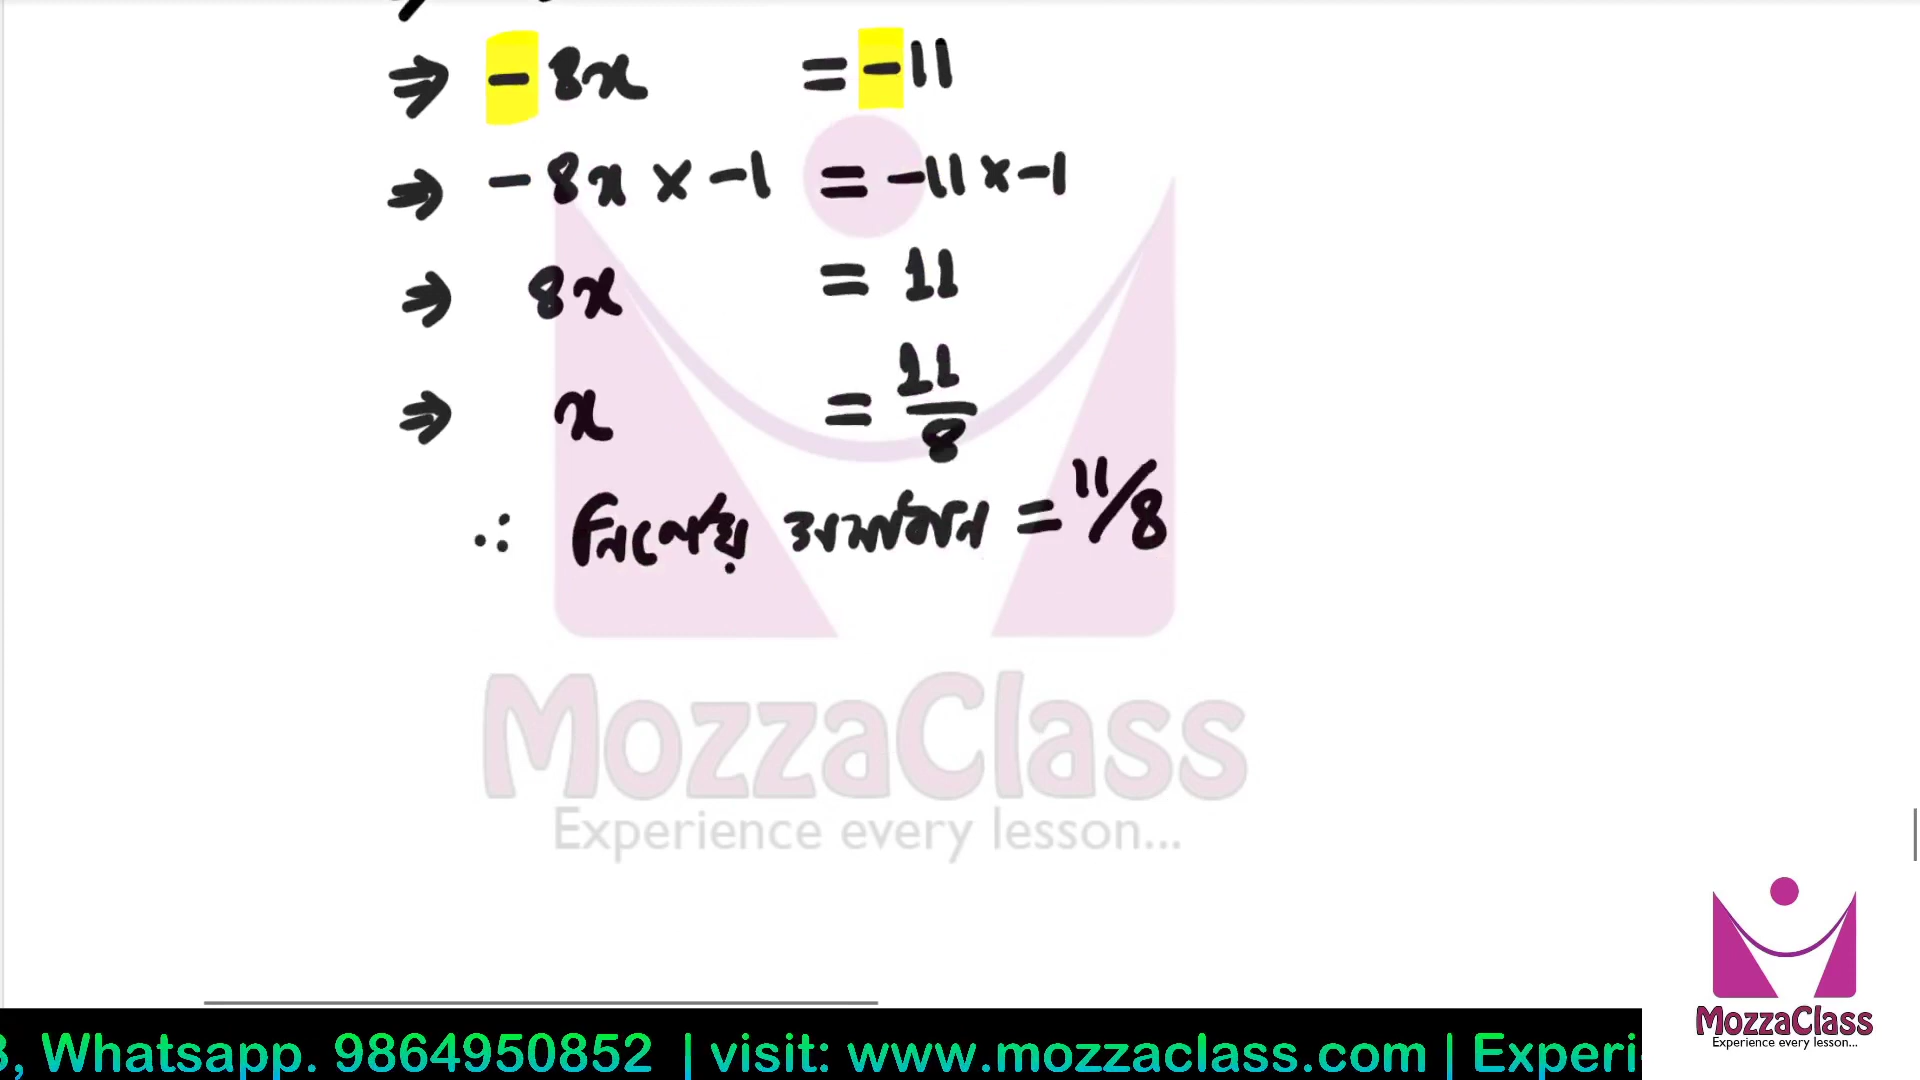 ⇒ -8x = -11
⇒ -8x × -1 = -11 × -1
⇒ 8x = 11
⇒ x = 11/8
∴ নিৰ্ণেয় সমাধান = 11/8
MozzaClass
Experience every lesson...
MozzaClass
Experience every lesson...
3, Whatsapp. 9864950852 | visit: www.mozzaclass.com | Experi